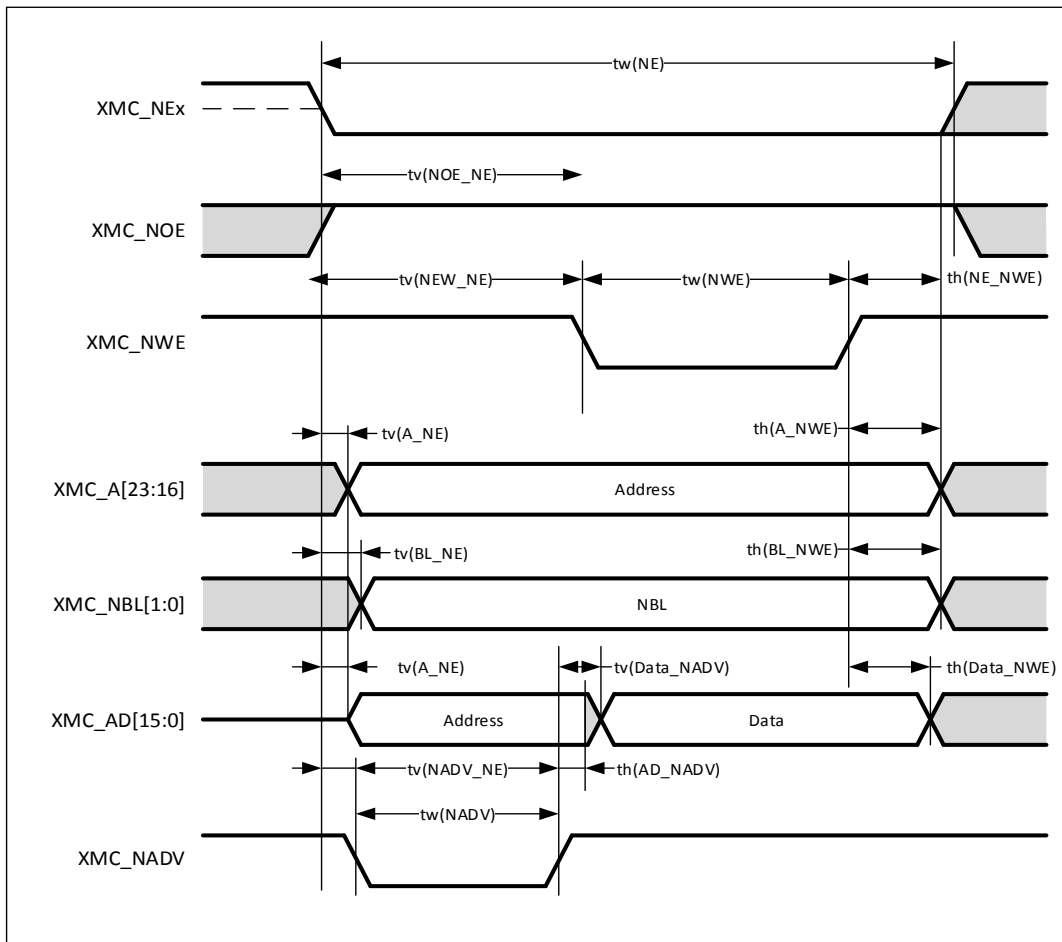 tw(NE)
XMC_NEx
tv(NOE_NE)
XMC_NOE
tv(NEW_NE)
tw(NWE)
th(NE_NWE)
XMC_NWE
tv(A_NE)
th(A_NWE)
XMC_A[23:16]
Address
tv(BL_NE)
th(BL_NWE)
XMC_NBL[1:0]
NBL
tv(A_NE)
tv(Data_NADV)
th(Data_NWE)
XMC_AD[15:0]
Address
Data
tv(NADV_NE)
th(AD_NADV)
tw(NADV)
XMC_NADV